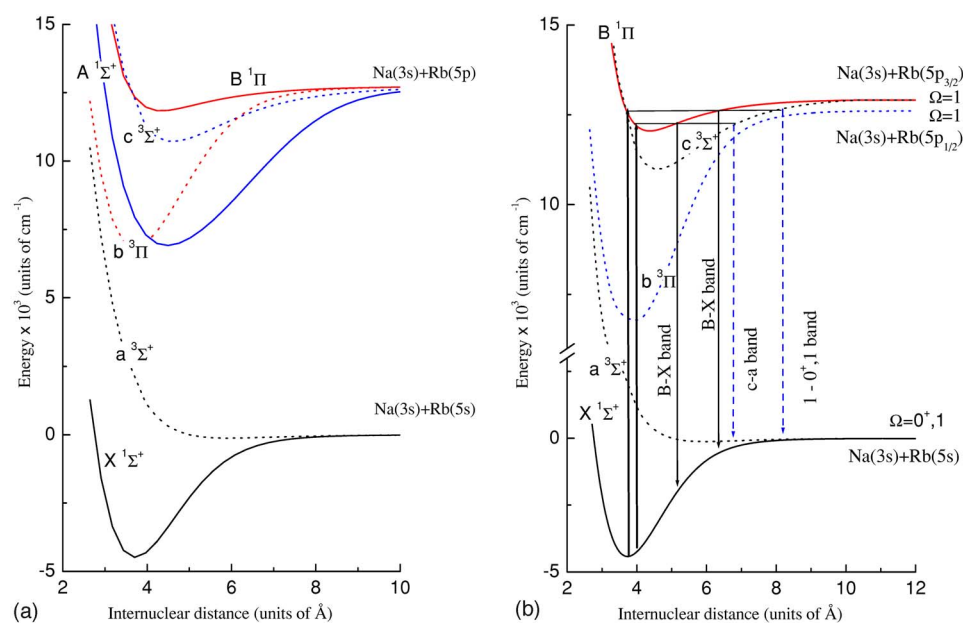 15
10
5
0
-5
2
4
6
8
10
Energy x 10³ (units of cm⁻¹)
Internuclear distance (units of Å)
(a)
A ¹Σ⁺
B ¹Π
Na(3s)+Rb(5p)
c ³Σ⁺
b ³Π
a ³Σ⁺
Na(3s)+Rb(5s)
X ¹Σ⁺
15
10
0
-5
2
4
6
8
10
12
Energy x 10³ (units of cm⁻¹)
Internuclear distance (units of Å)
(b)
B ¹Π
Na(3s)+Rb(5p3/2)
Ω=1
Ω=1
Na(3s)+Rb(5p1/2)
c ³Σ⁺
b ³Π
B-X band
B-X band
c-a band
1 - 0⁺,1 band
a ³Σ⁺
X ¹Σ⁺
Ω=0⁺,1
Na(3s)+Rb(5s)